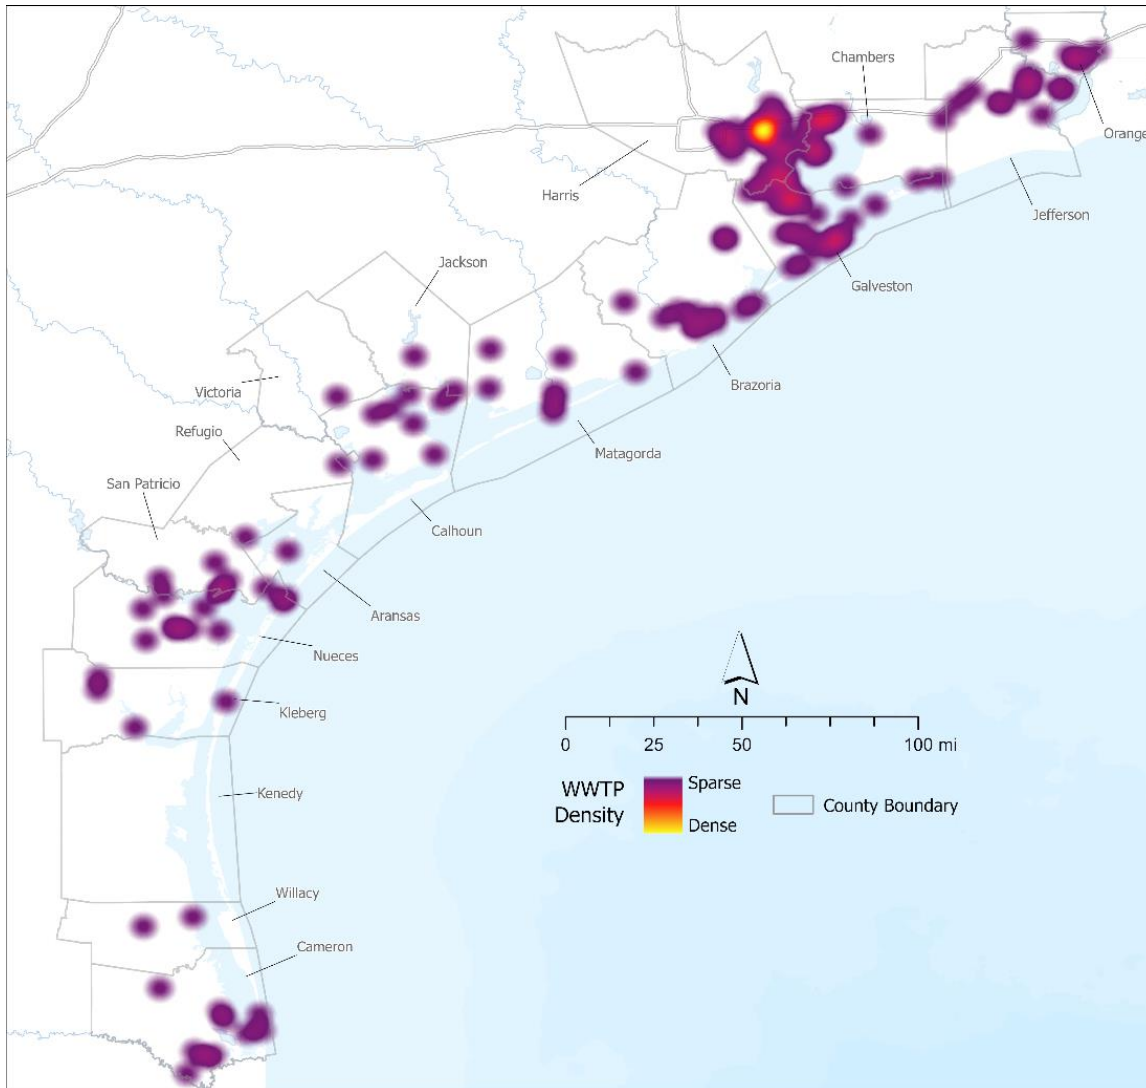 Chambers
Orange
Harris
Jefferson
Jackson
Galveston
Victoria
Brazoria
Refugio
Matagorda
San Patricio
Calhoun
Aransas
Nueces
N
Kleberg
0 25 50 100 mi
Kenedy
WWTP
Density
Sparse
Dense
County Boundary
Willacy
Cameron